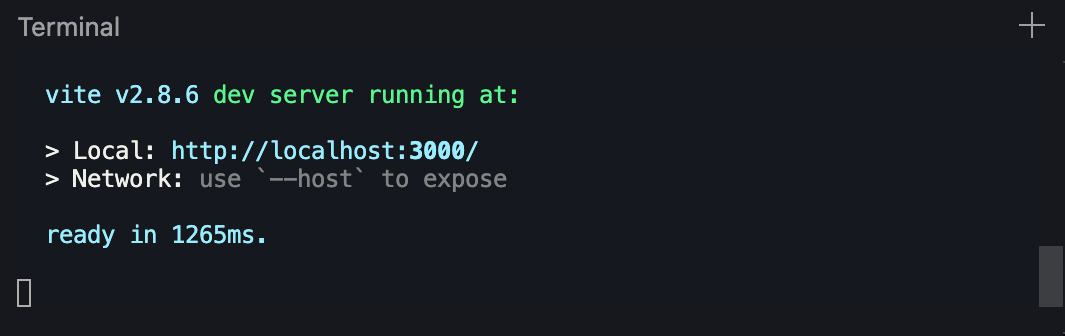 Terminal
vite v2.8.6 dev server running at:
> Local: http://localhost:3000/
> Network: use `--host` to expose
ready in 1265ms.